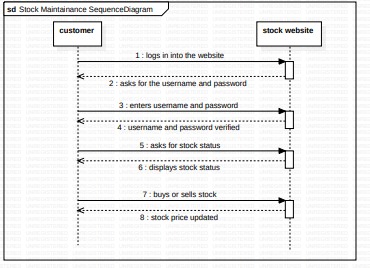 sd Stock Maintainance SequenceDiagram
customer
stock website
1 : logs in into the website
2 : asks for the username and password
3 : enters username and password
4 : username and password verified
5 : asks for stock status
6 : displays stock status
7 : buys or sells stock
8 : stock price updated